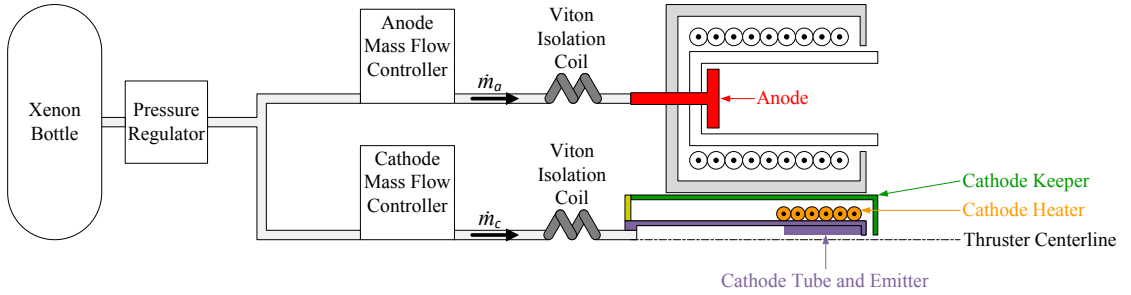 Xenon
Bottle
Pressure
Regulator
Anode
Mass Flow
Controller
ṁₐ
Viton
Isolation
Coil
Anode
Cathode
Mass Flow
Controller
ṁ_c
Viton
Isolation
Coil
Cathode Keeper
Cathode Heater
Thruster Centerline
Cathode Tube and Emitter